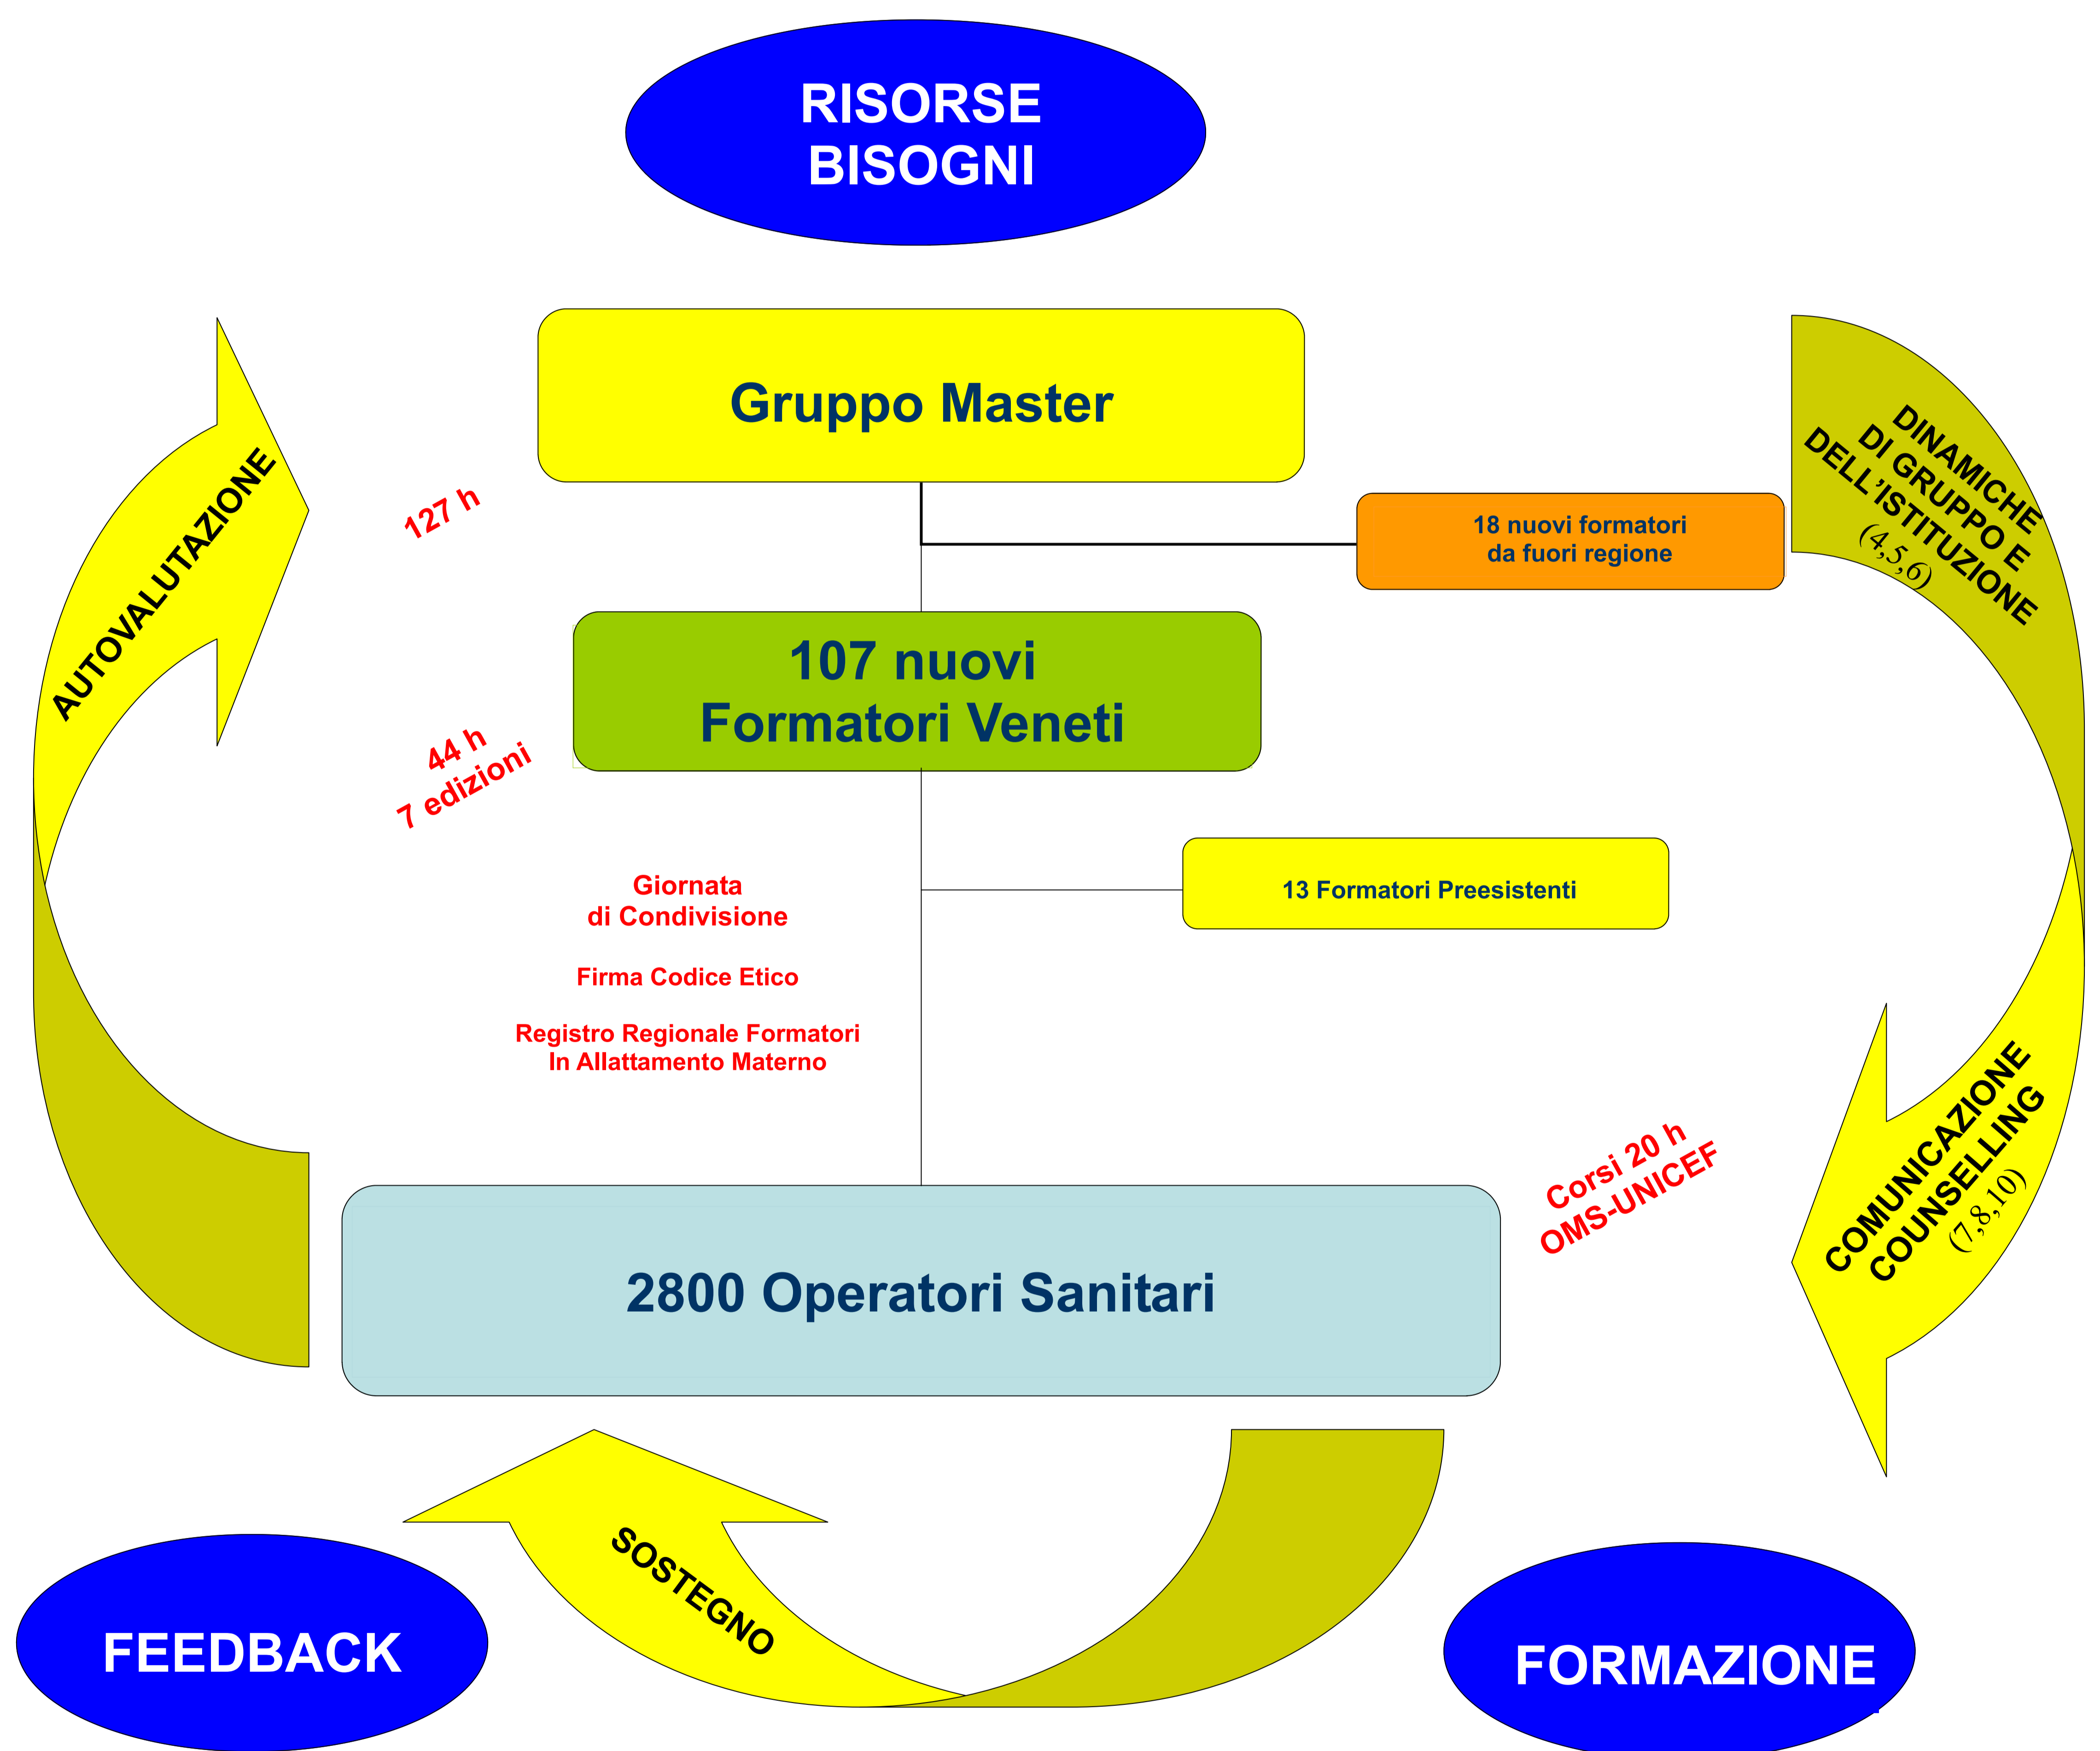 RISORSE
BISOGNI
Gruppo Master
DINAMICHE
DI GRUPPO E
DELL'ISTITUZIONE
(4,5,6)
AUTOVALUTAZIONE
127 h
18 nuovi formatori
da fuori regione
107 nuovi
Formatori Veneti
44 h
7 edizioni
Giornata
di Condivisione
13 Formatori Preesistenti
Firma Codice Etico
Registro Regionale Formatori
In Allattamento Materno
COMUNICAZIONE
COUNSELLING
(7,8,10)
Corsi 20 h
OMS-UNICEF
2800 Operatori Sanitari
SOSTEGNO
FEEDBACK
FORMAZIONE